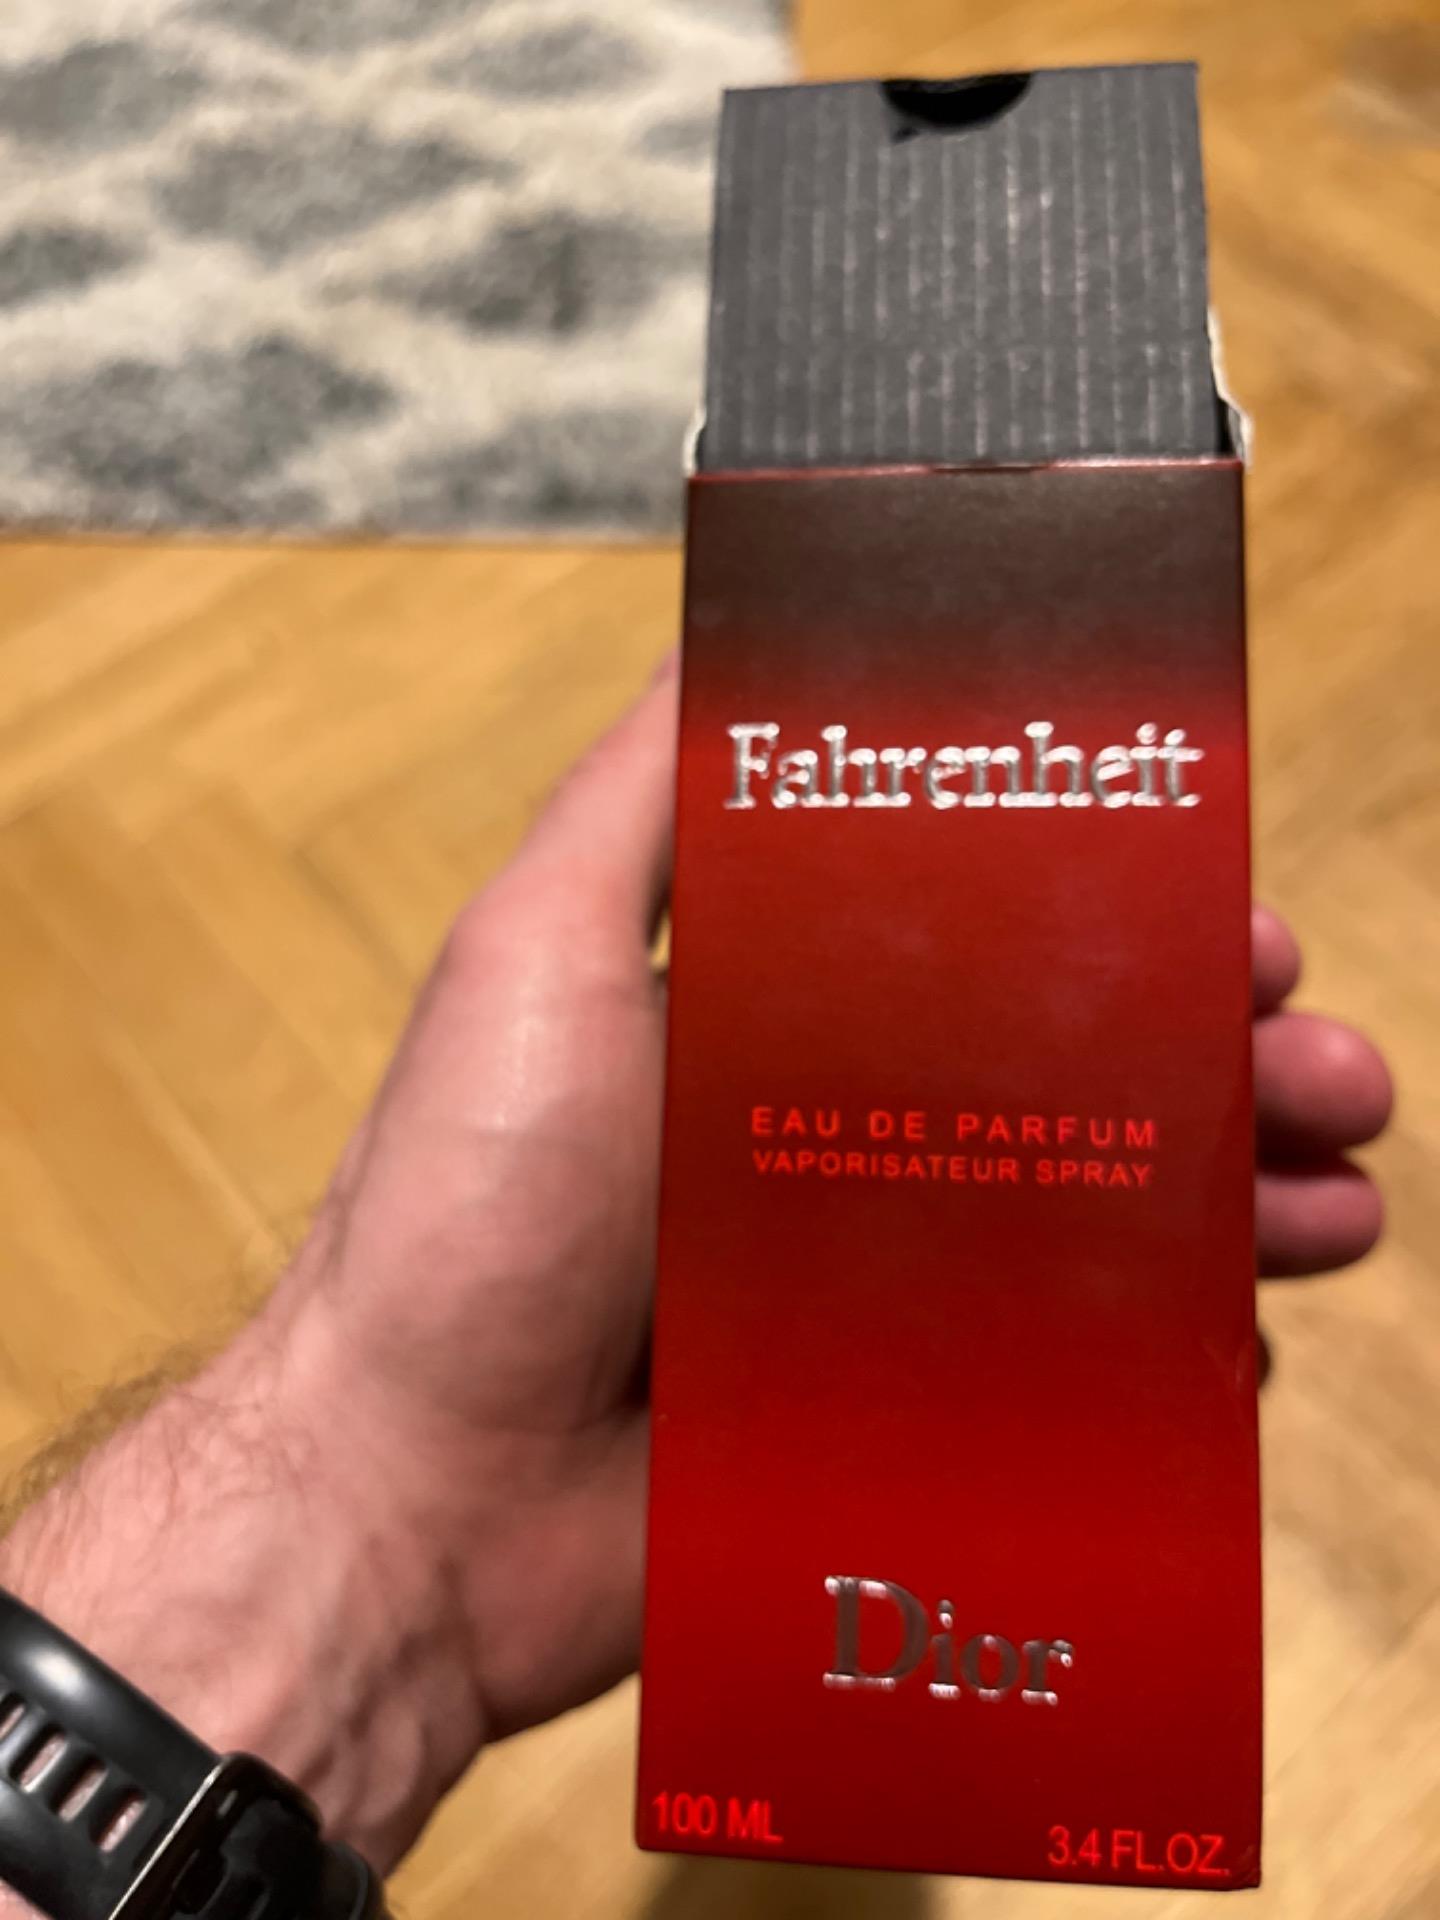 Fahrenheit
EAU DE PARFUM
VAPORISATEUR SPRAY
Dior
100 ML
3.4 FL.OZ.